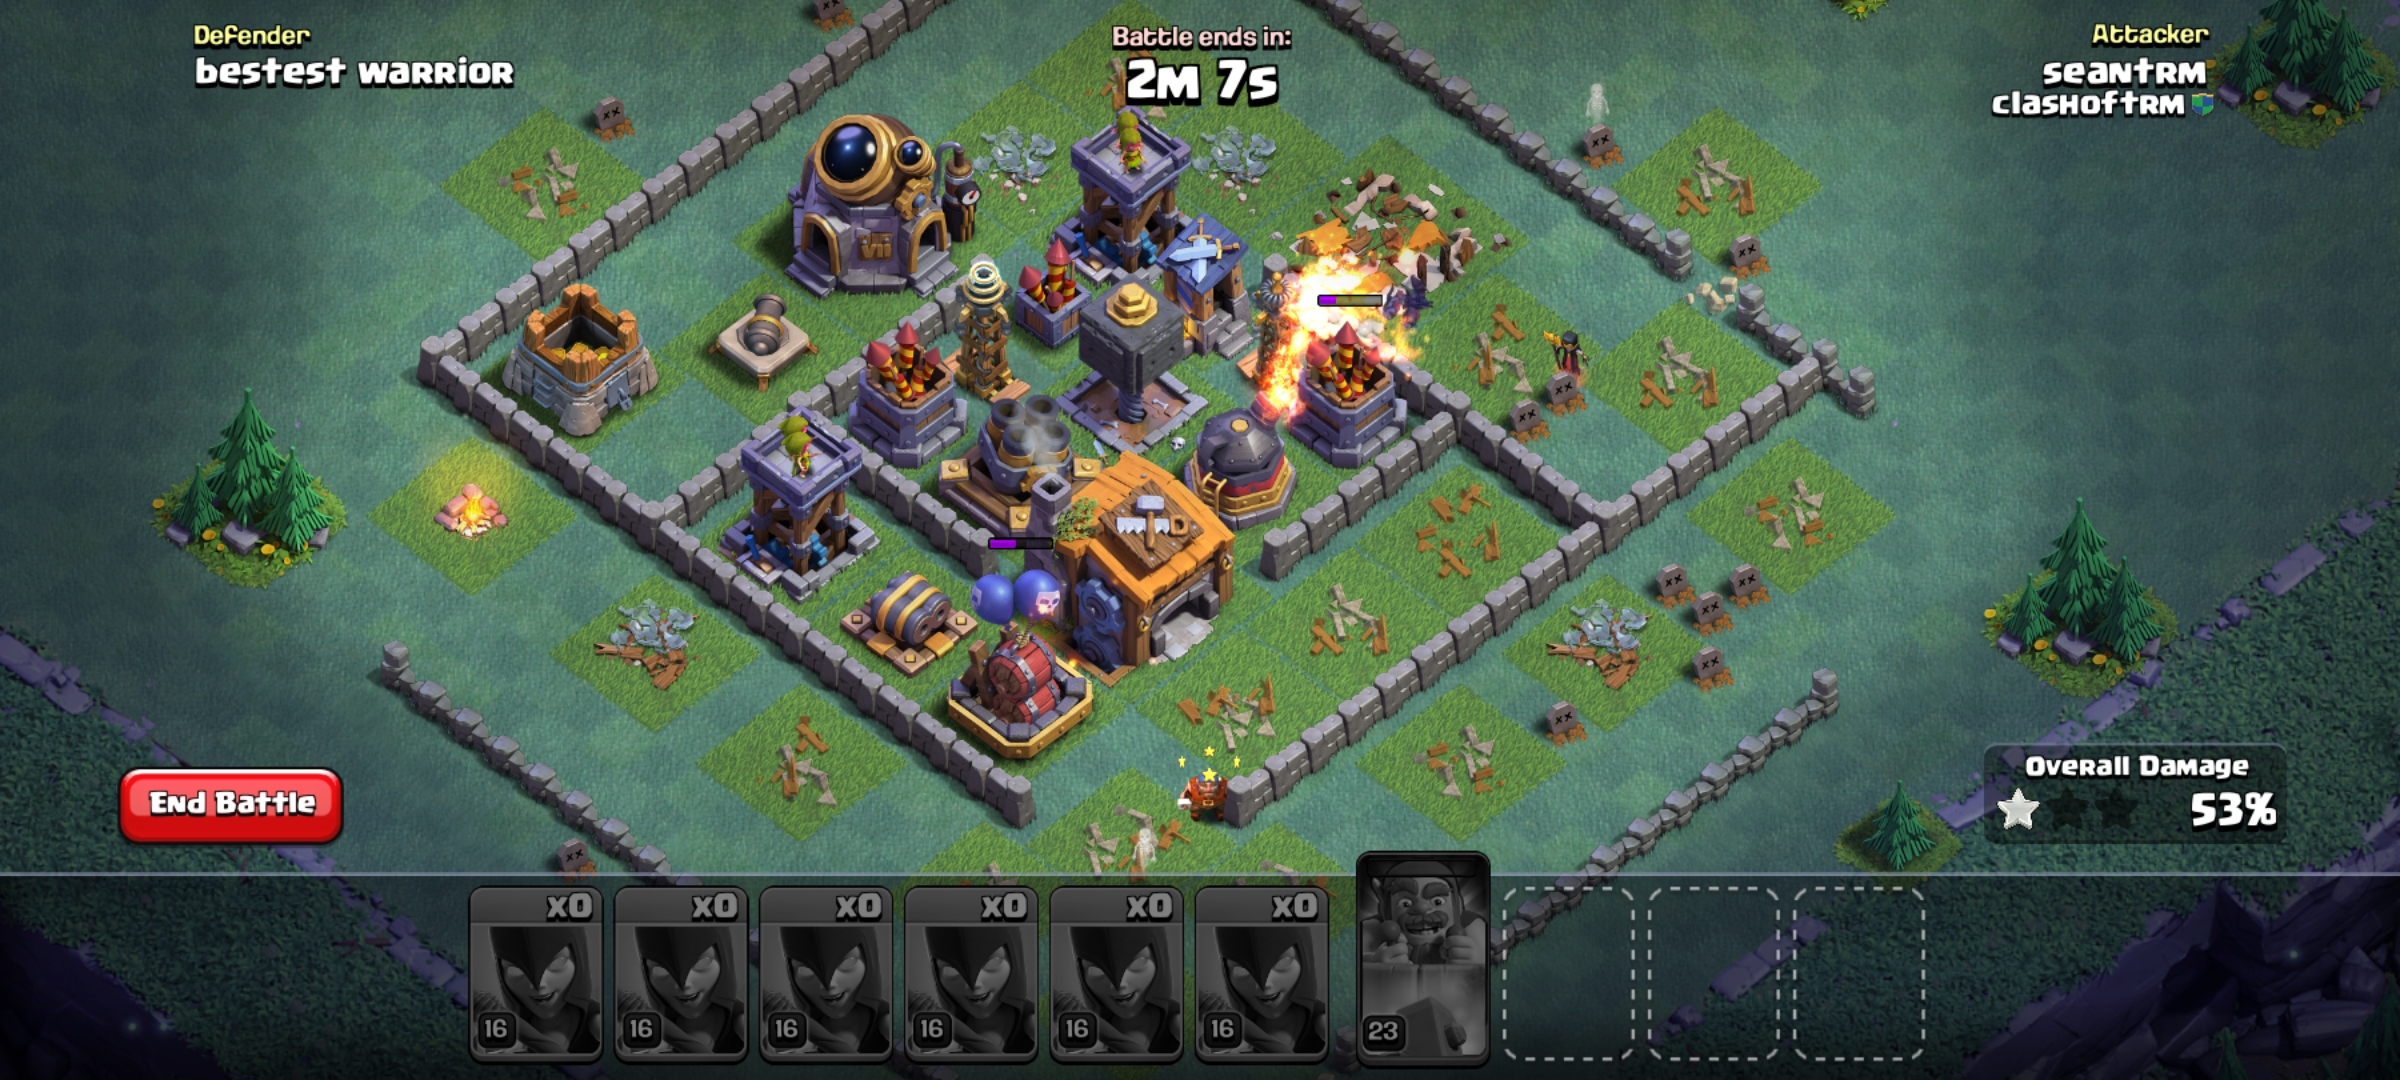 Defender
bestest warrior
Battle ends in:
2M 7s
Attacker
seantrm
clashoftrm
VII
End Battle
Overall Damage
53%
x0
x0
x0
x0
x0
x0
16
16
16
16
16
16
23